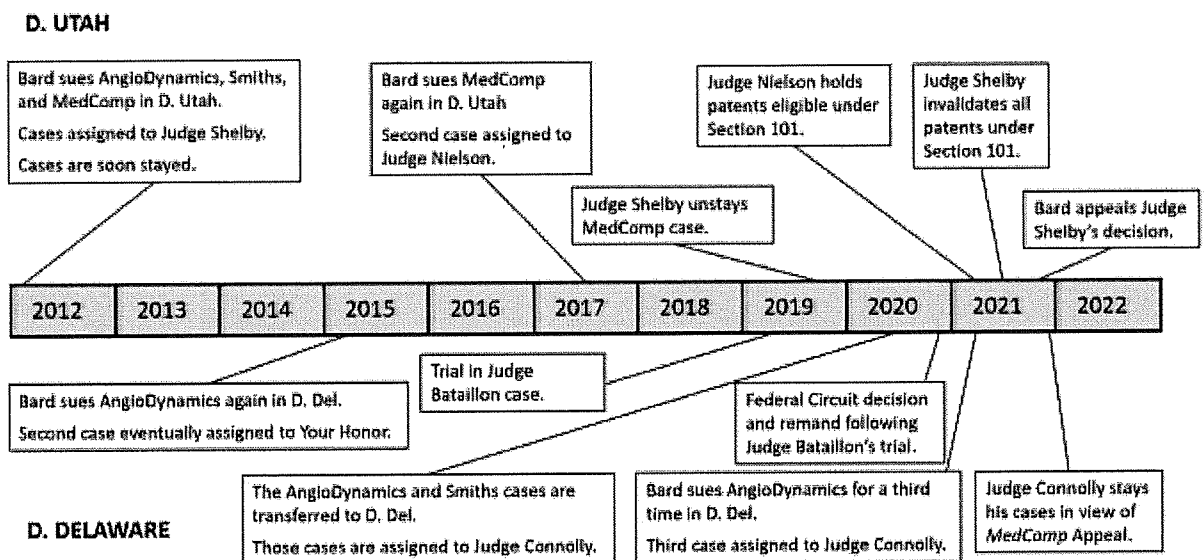 D. UTAH
Bard sues AngioDynamics, Smiths,
and MedComp in D. Utah.
Cases assigned to Judge Shelby.
Cases are soon stayed.
Bard sues MedComp
again in D. Utah
Second case assigned to
Judge Nielson.
Judge Shelby unstays
MedComp case.
Judge Nielson holds
patents eligible under
Section 101.
Judge Shelby
invalidates all
patents under
Section 101.
Bard appeals Judge
Shelby's decision.
2012 2013 2014 2015 2016 2017 2018 2019 2020 2021 2022
Bard sues AngioDynamics again in D. Del.
Second case eventually assigned to Your Honor.
Trial in Judge
Bataillon case.
The AngioDynamics and Smiths cases are
transferred to D. Del.
Those cases are assigned to Judge Connolly.
Federal Circuit decision
and remand following
Judge Bataillon's trial.
Bard sues AngioDynamics for a third
time in D. Del.
Third case assigned to Judge Connolly.
Judge Connolly stays
his cases in view of
MedComp Appeal.
D. DELAWARE